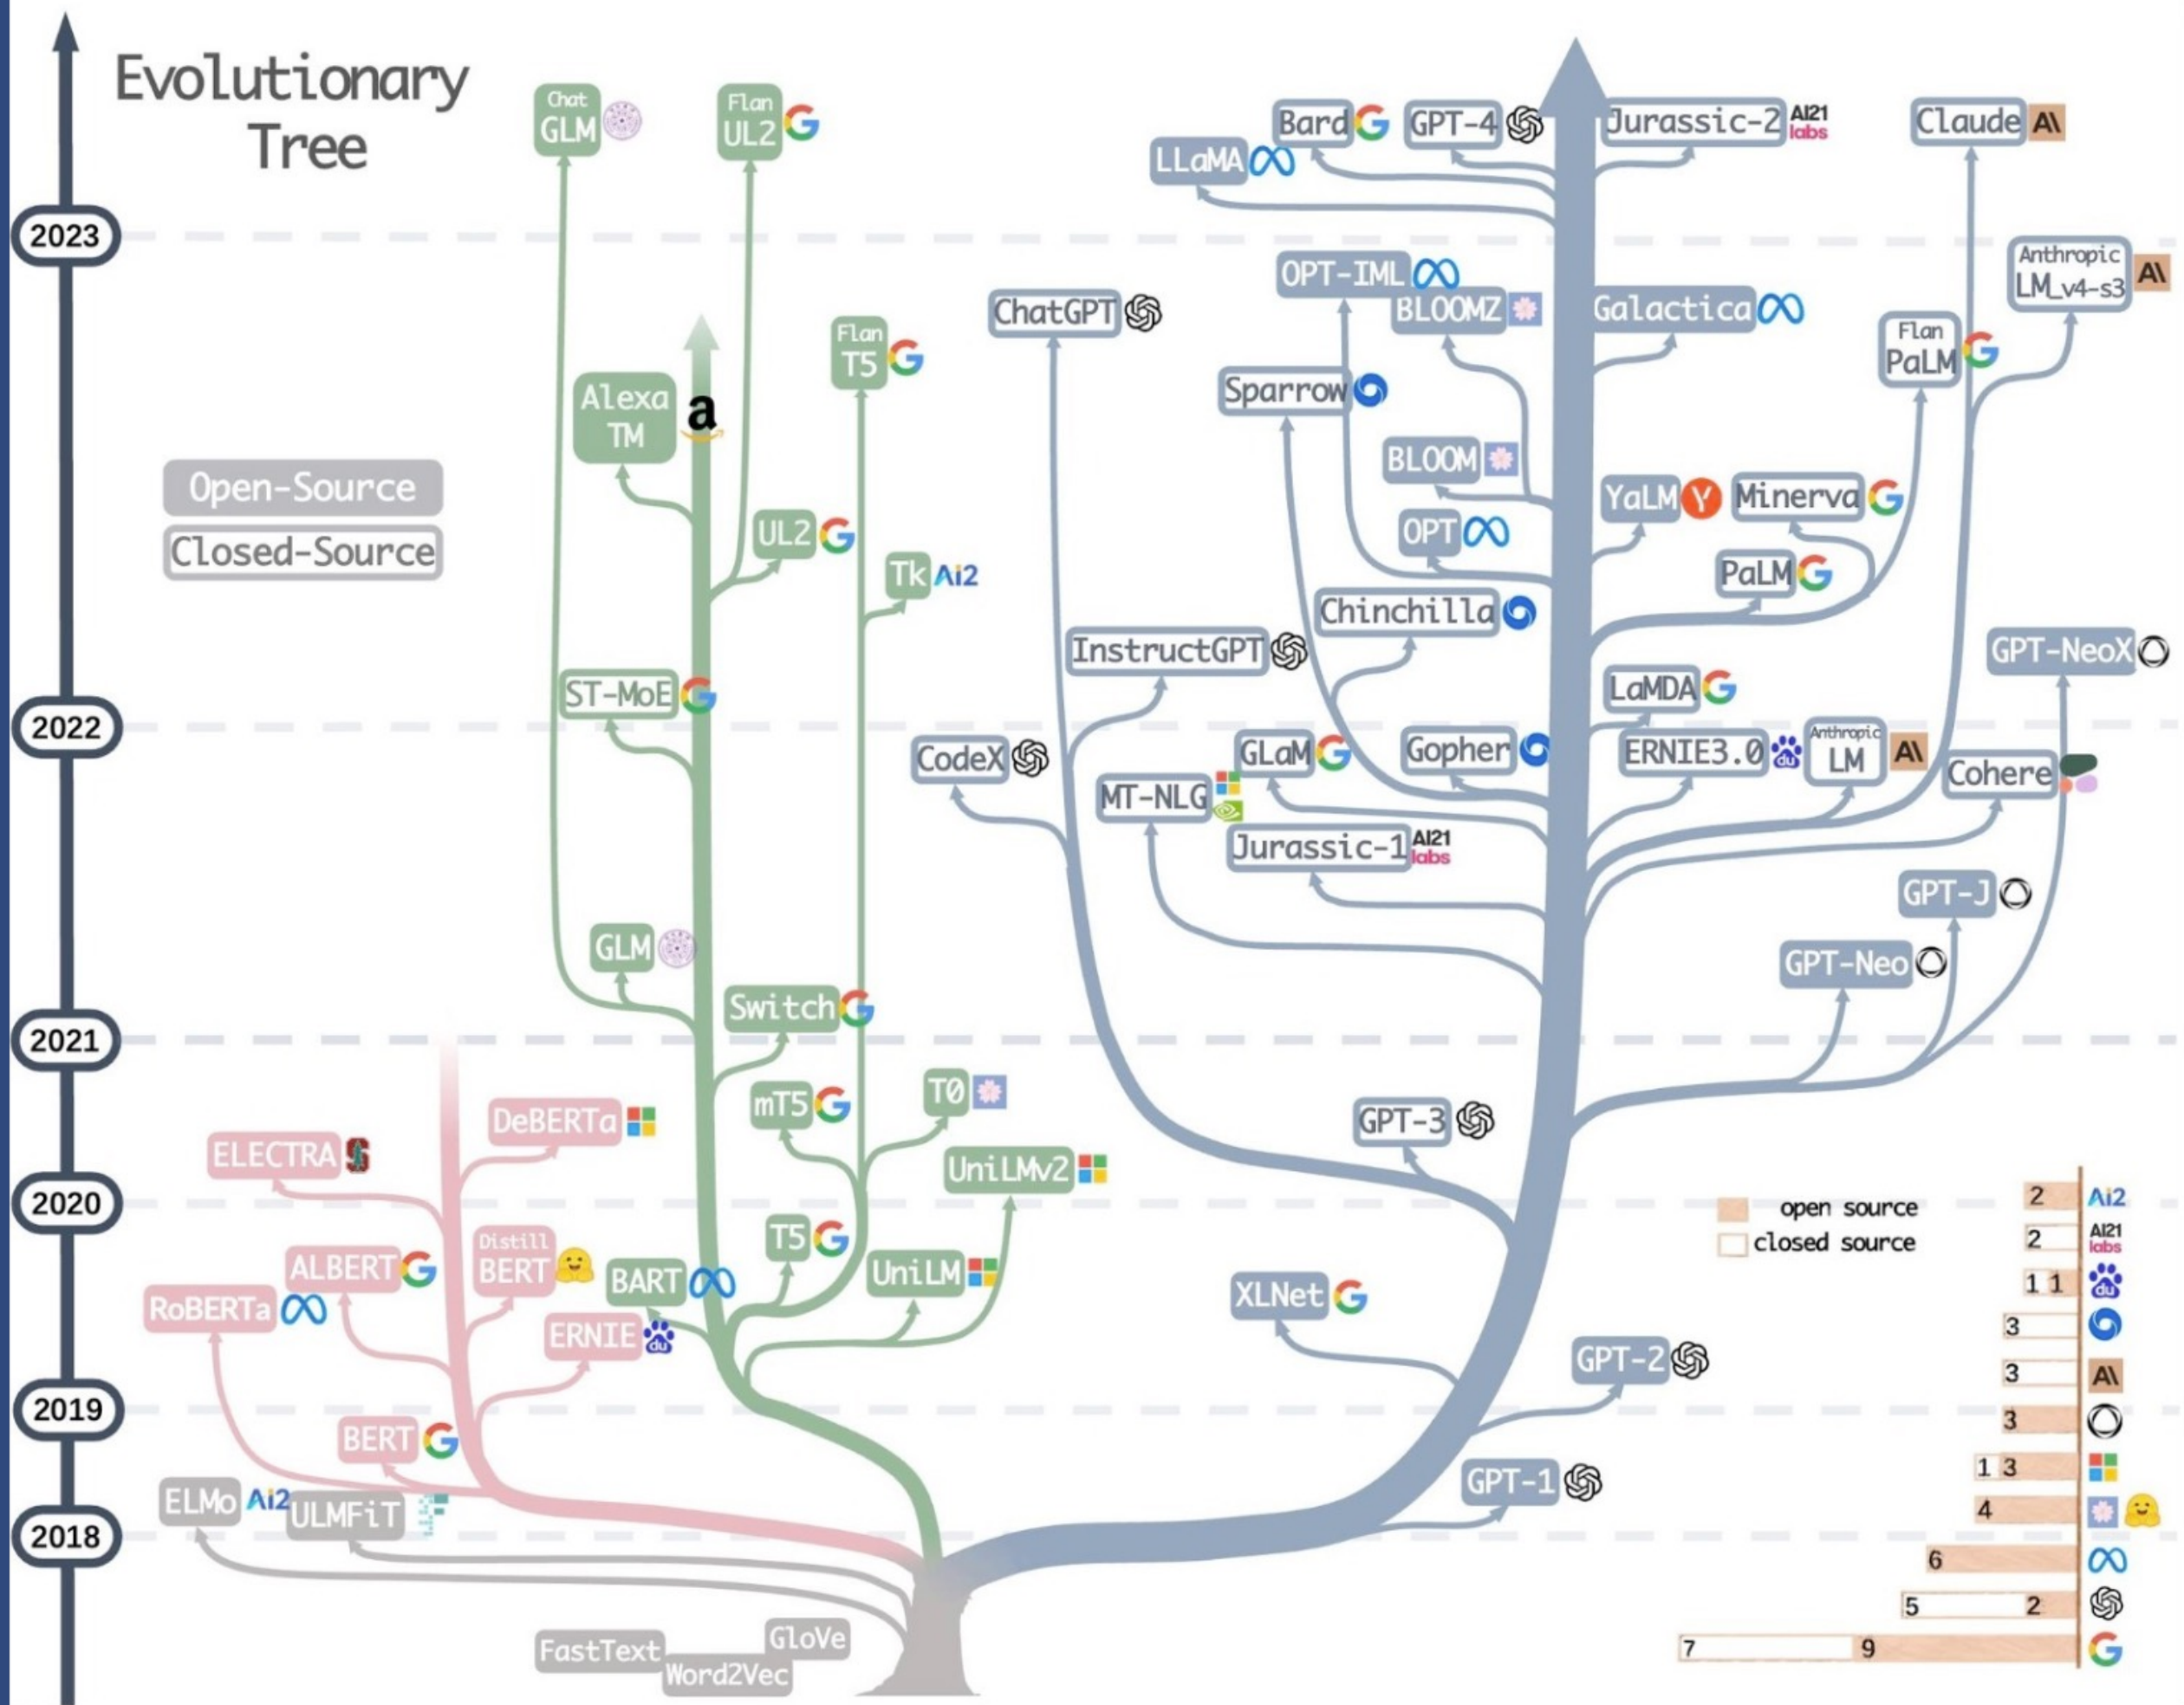 Evolutionary
Tree
Chat
GLM
Flan
UL2
Bard
GPT-4
Jurassic-2
AI21
labs
Claude
A\
LLaMA
2023
OPT-IML
Anthropic
LM_v4-s3
A\
ChatGPT
BLOOMZ
Galactica
Flan
T5
Flan
PaLM
Alexa
TM
a
Sparrow
BLOOM
Open-Source
YaLM
Y
Minerva
UL2
OPT
Closed-Source
Tk
Ai2
PaLM
Chinchilla
InstructGPT
GPT-NeoX
ST-MoE
LaMDA
2022
CodeX
GLaM
Gopher
ERNIE3.0
du
Anthropic
LM
A\
Cohere
MT-NLG
Jurassic-1
AI21
labs
GPT-J
GLM
GPT-Neo
Switch
2021
mT5
T0
DeBERTa
GPT-3
ELECTRA
S
UniLMv2
2020
open source
2
Ai2
T5
closed source
2
AI21
labs
ALBERT
Distill
BERT
BART
UniLM
1 1
du
RoBERTa
XLNet
ERNIE
du
3
GPT-2
3
A\
2019
3
BERT
1 3
GPT-1
ELMo
Ai2
ULMFiT
4
2018
6
5
2
FastText
GloVe
Word2Vec
7
9